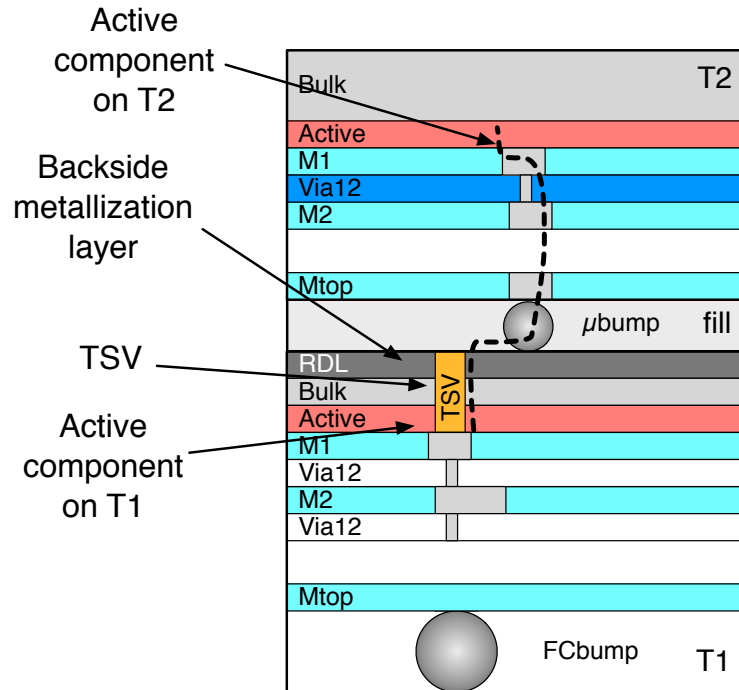 Active
component
on T2
Backside
metallization
layer
TSV
Active
component
on T1
Bulk
T2
Active
M1
Via12
M2
Mtop
µbump
fill
RDL
Bulk
TSV
Active
M1
Via12
M2
Via12
Mtop
FCbump
T1